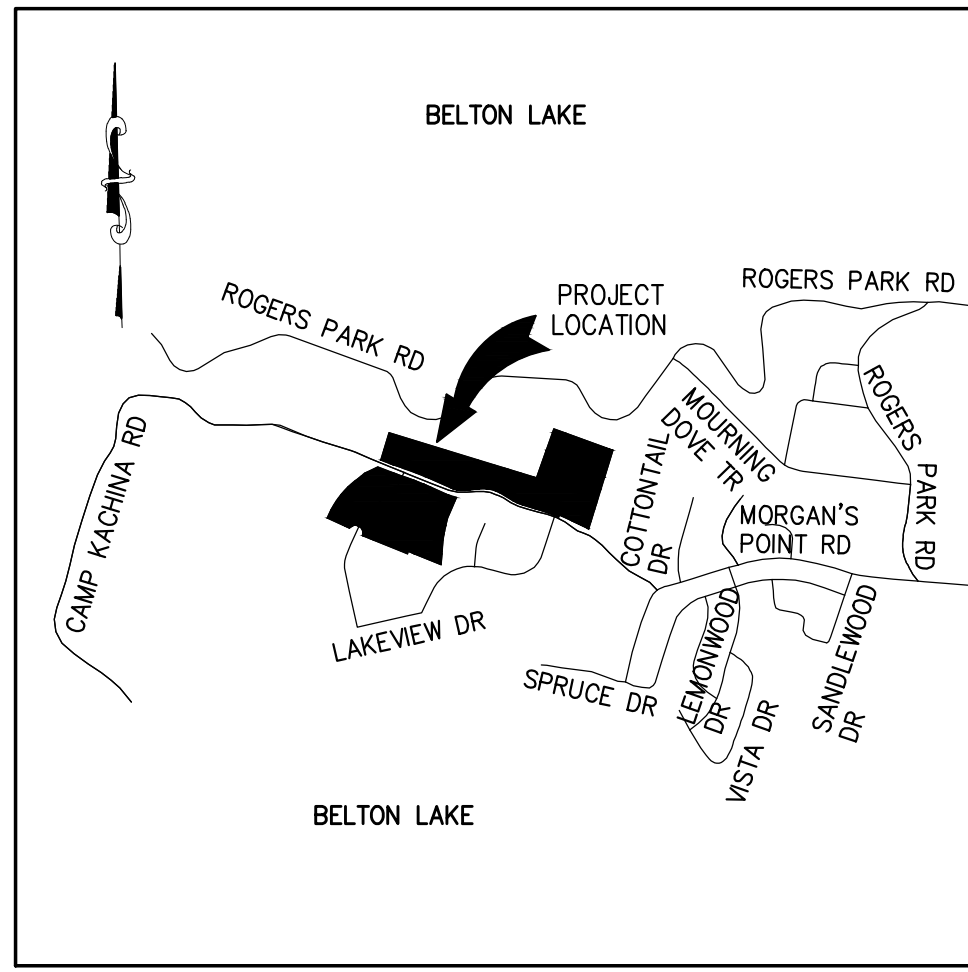 BELTON LAKE
ROGERS PARK RD
PROJECT
LOCATION
ROGERS PARK RD
ROGERS PARK RD
MOURNING
DOVE TR
COTTONTAIL
DR
MORGAN'S
POINT RD
CAMP KACHINA RD
LAKEVIEW DR
SPRUCE DR
LEMONWOOD
DR
VISTA DR
SANDLEWOOD
DR
BELTON LAKE